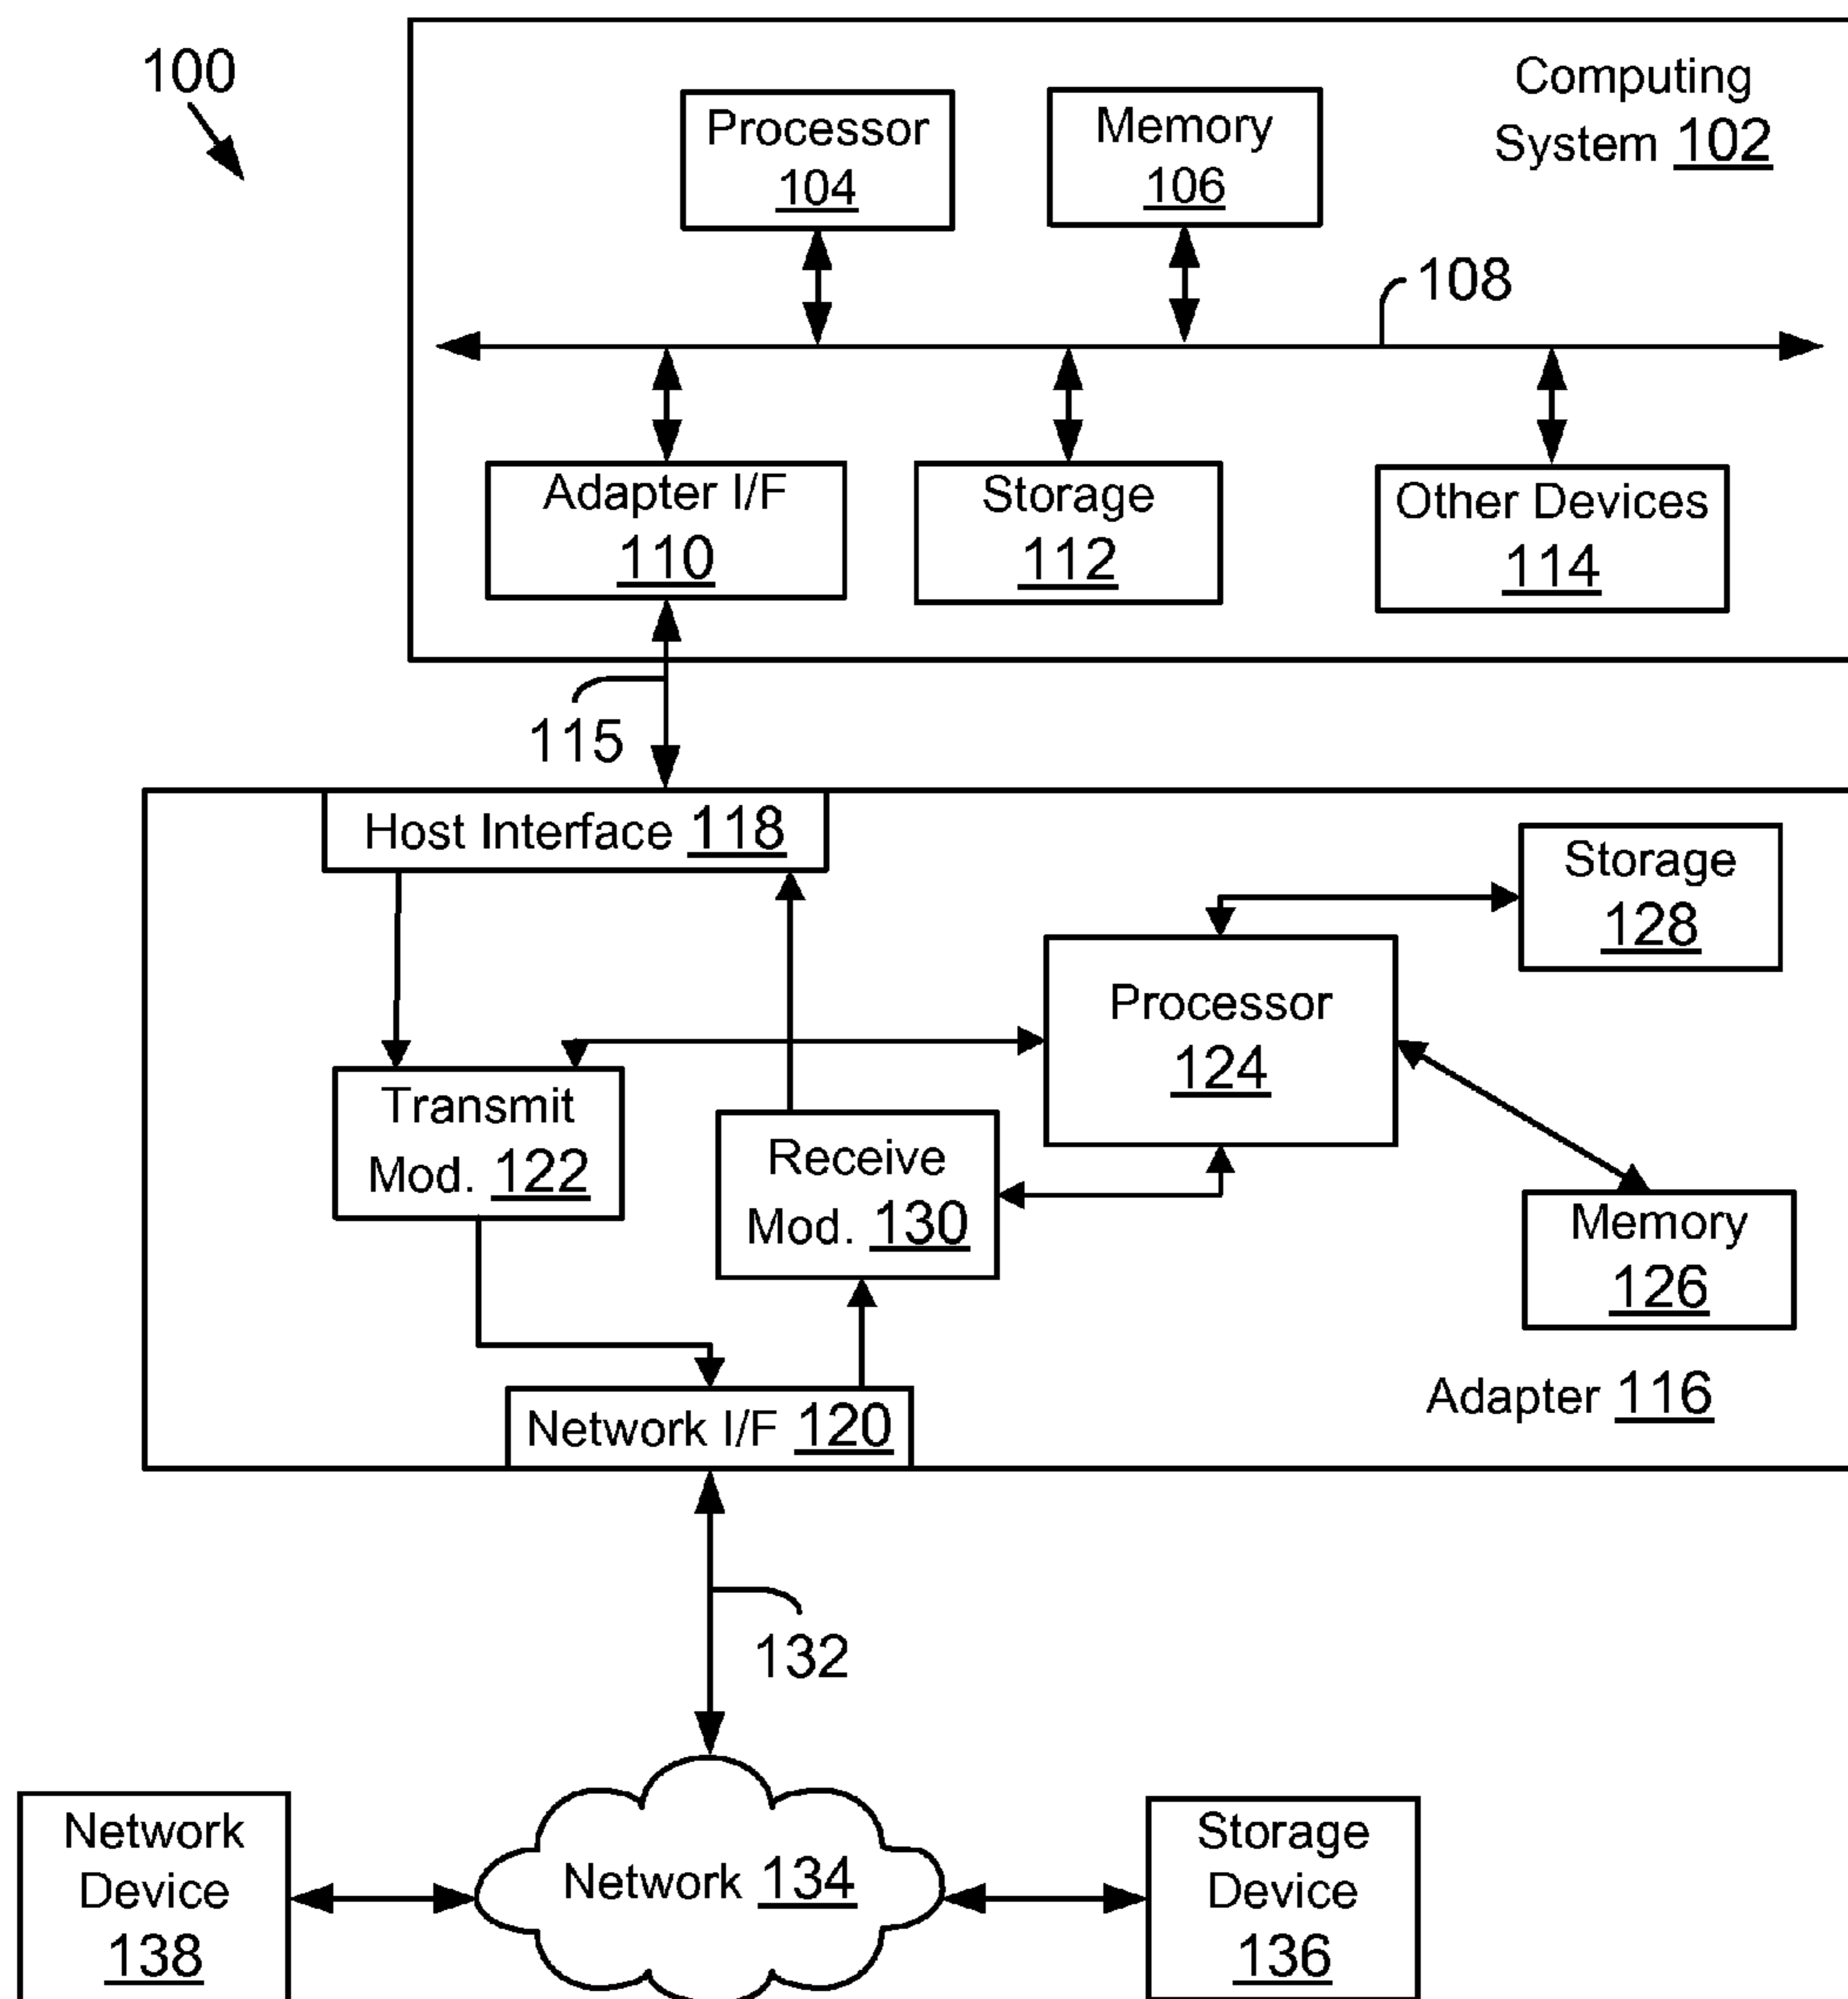 100
Computing
System 102
Processor
104
Memory
106
108
Adapter I/F
110
Storage
112
Other Devices
114
115
Host Interface 118
Storage
128
Processor
124
Transmit
Mod. 122
Receive
Mod. 130
Memory
126
Adapter 116
Network I/F 120
132
Network
Device
138
Network 134
Storage
Device
136